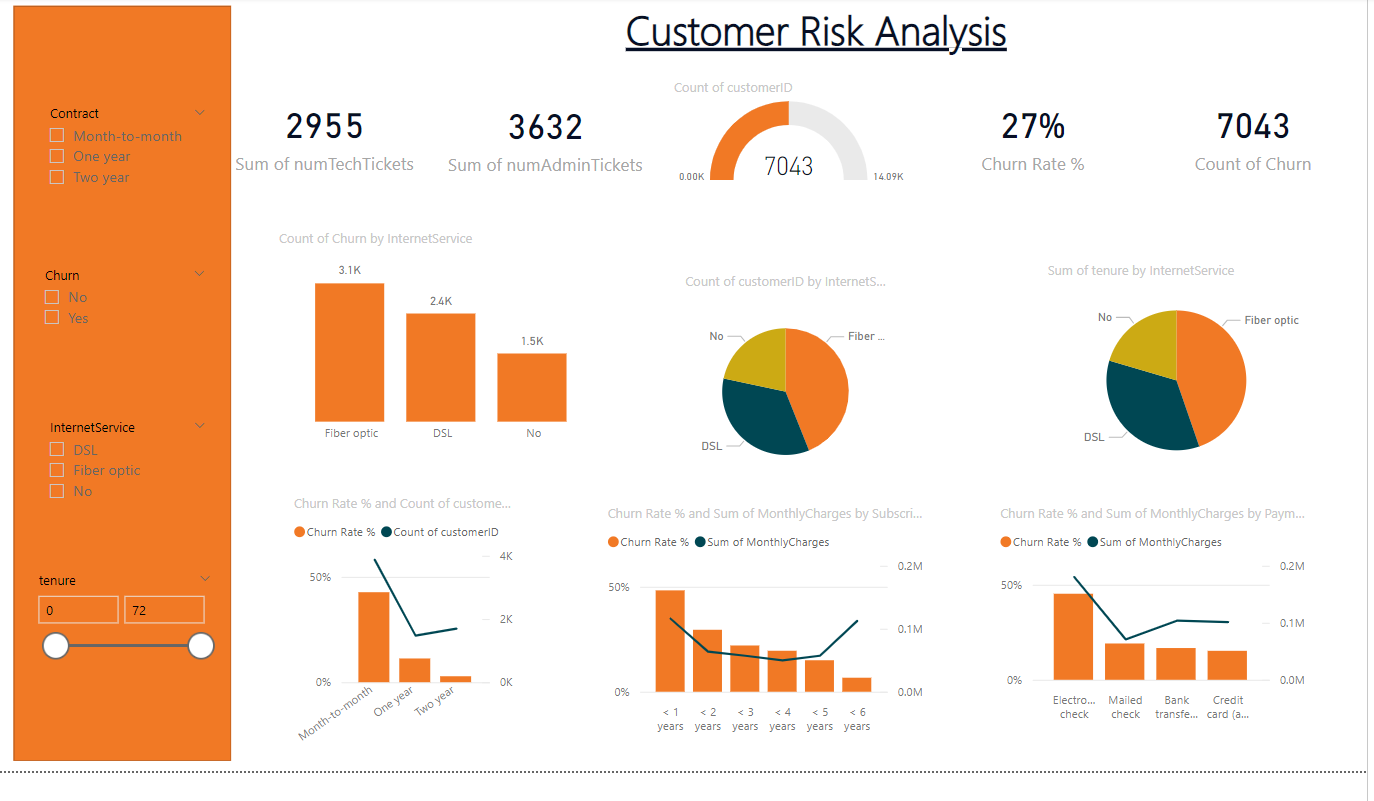 Customer Risk Analysis
Contract
Month-to-month
One year
Two year
Churn
No
Yes
InternetService
DSL
Fiber optic
No
tenure
0
72
2955
Sum of numTechTickets
3632
Sum of numAdminTickets
Count of customerID
7043
0.00K
14.09K
27%
Churn Rate %
7043
Count of Churn
Count of Churn by InternetService
3.1K
2.4K
1.5K
Fiber optic
DSL
No
Count of customerID by InternetS...
No
Fiber ...
DSL
Sum of tenure by InternetService
No
Fiber optic
DSL
Churn Rate % and Count of custome...
Churn Rate %
Count of customerID
50%
0%
4K
2K
0K
Month-to-month
One year
Two year
Churn Rate % and Sum of MonthlyCharges by Subscri...
Churn Rate %
Sum of MonthlyCharges
50%
0%
0.2M
0.1M
0.0M
< 1
years
< 2
years
< 3
years
< 4
years
< 5
years
< 6
years
Churn Rate % and Sum of MonthlyCharges by Paym...
Churn Rate %
Sum of MonthlyCharges
50%
0%
0.2M
0.1M
0.0M
Electro...
check
Mailed
check
Bank
transfe...
Credit
card (a...